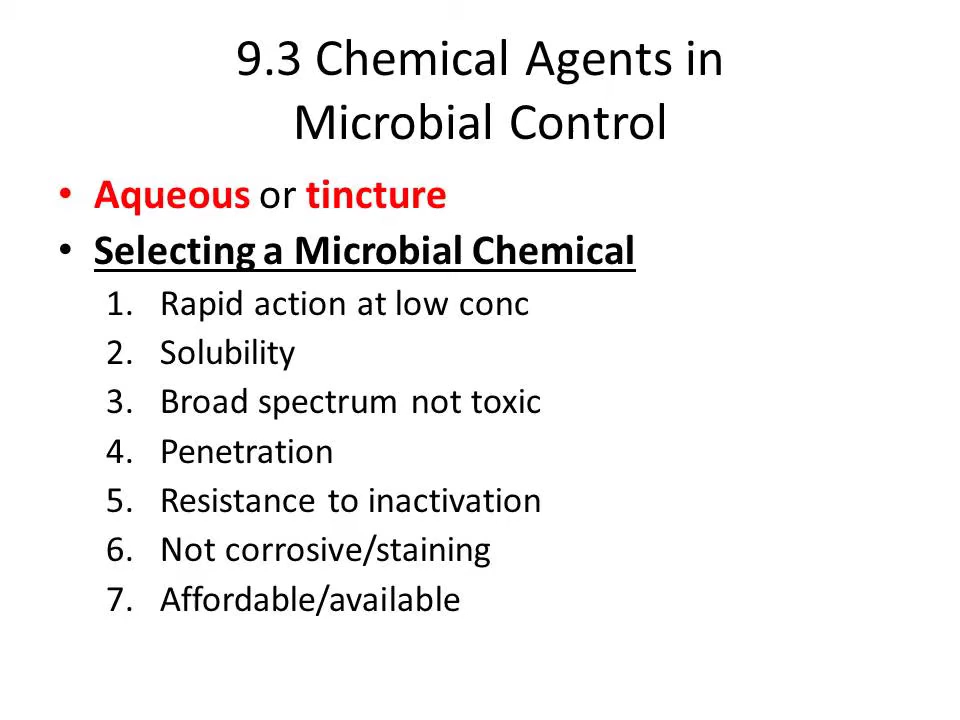 9.3 Chemical Agents in
Microbial Control
• Aqueous or tincture
• Selecting a Microbial Chemical
1. Rapid action at low conc
2. Solubility
3. Broad spectrum not toxic
4. Penetration
5. Resistance to inactivation
6. Not corrosive/staining
7. Affordable/available